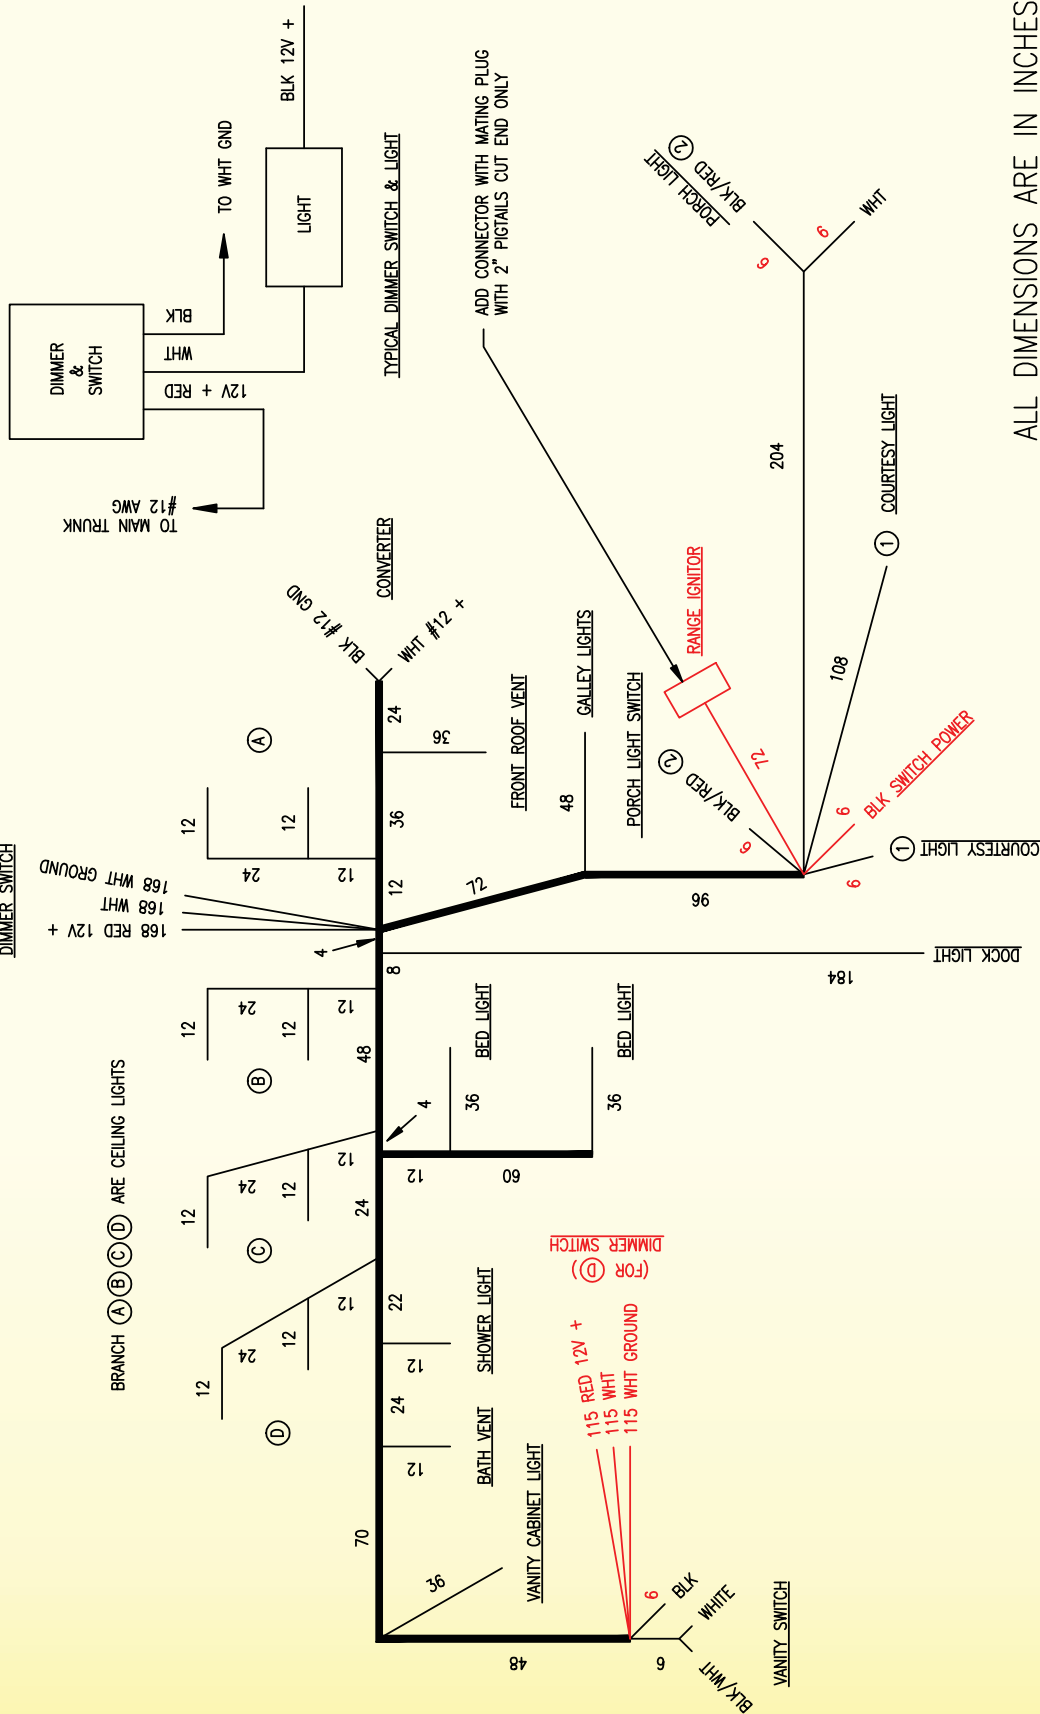 BLK 12V +
TO WHT GND
LIGHT
DIMMER
&
SWITCH
BLK
WHT
12V + RED
TO MAIN TRUNK
#12 AWG
TYPICAL DIMMER SWITCH & LIGHT
ADD CONNECTOR WITH MATING PLUG
WITH 2" PIGTAILS CUT END ONLY
ALL DIMENSIONS ARE IN INCHES
PORCH LIGHT
BLK/RED 2
6
6
WHT
204
1 COURTESY LIGHT
108
RANGE IGNITOR
72
CONVERTER
BLK #12 GND
WHT #12 +
24
36
FRONT ROOF VENT
GALLEY LIGHTS
48
PORCH LIGHT SWITCH
BLK/RED 2
6
6
BLK SWITCH POWER
6
1 COURTESY LIGHT
96
72
36
12
A
12
12
24
12
DIMMER SWITCH
168 WHT GROUND
168 WHT
168 RED 12V +
4
8
184
DOCK LIGHT
12
24
12
12
B
48
BED LIGHT
36
BED LIGHT
36
4
12
60
BRANCH A B C D ARE CEILING LIGHTS
12
24
12
12
C
24
12
24
12
12
D
22
SHOWER LIGHT
12
24
BATH VENT
12
70
VANITY CABINET LIGHT
36
DIMMER SWITCH
(FOR D)
115 RED 12V +
115 WHT
115 WHT GROUND
48
6
BLK
WHITE
6
BLK/WHT
VANITY SWITCH